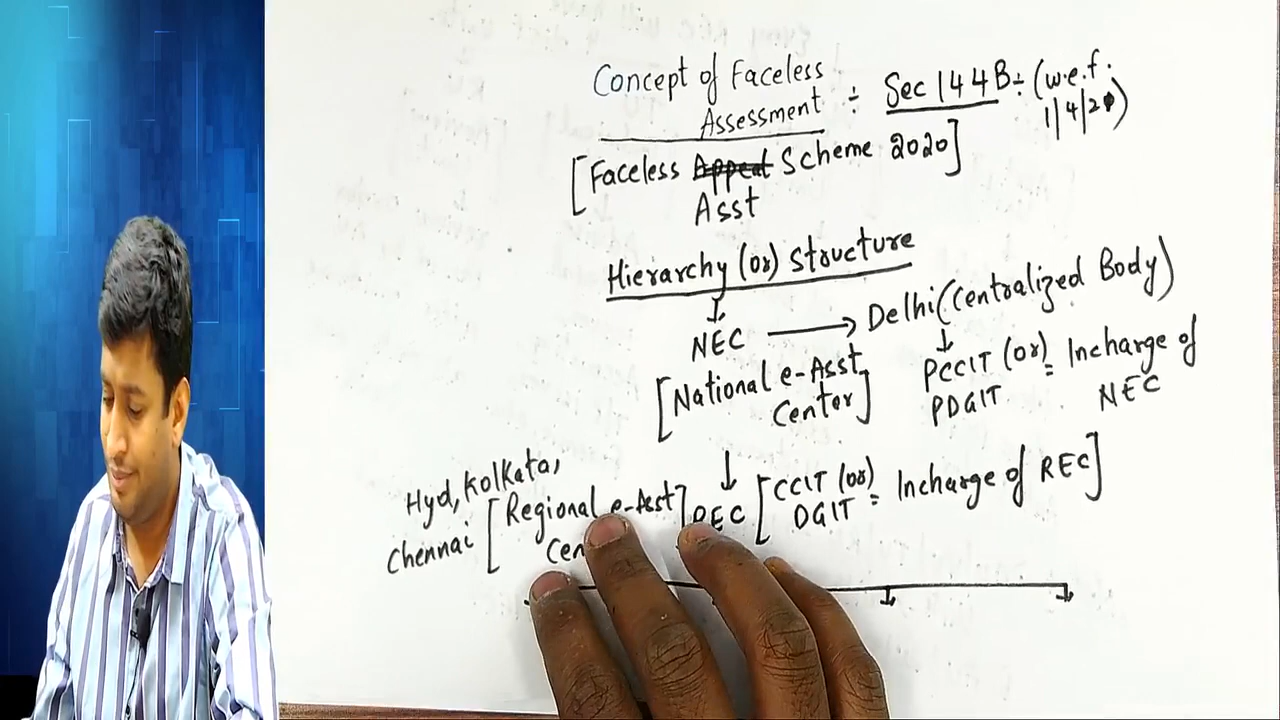 Concept of Faceless
Assessment ÷ Sec 144B ÷ (w.e.f.
1/4/21)
[Faceless Scheme 2020]
Asst
Hierarchy (or) Structure
↓
NEC → Delhi (Centralized Body)
↓
[National e-Asst
Center]
PCCIT (or)
PDGIT = Incharge of
NEC
↓
Hyd, Kolkata,
Chennai
[Regional e-Asst
Cen
REC [CCIT (or)
DGIT = Incharge of REC]